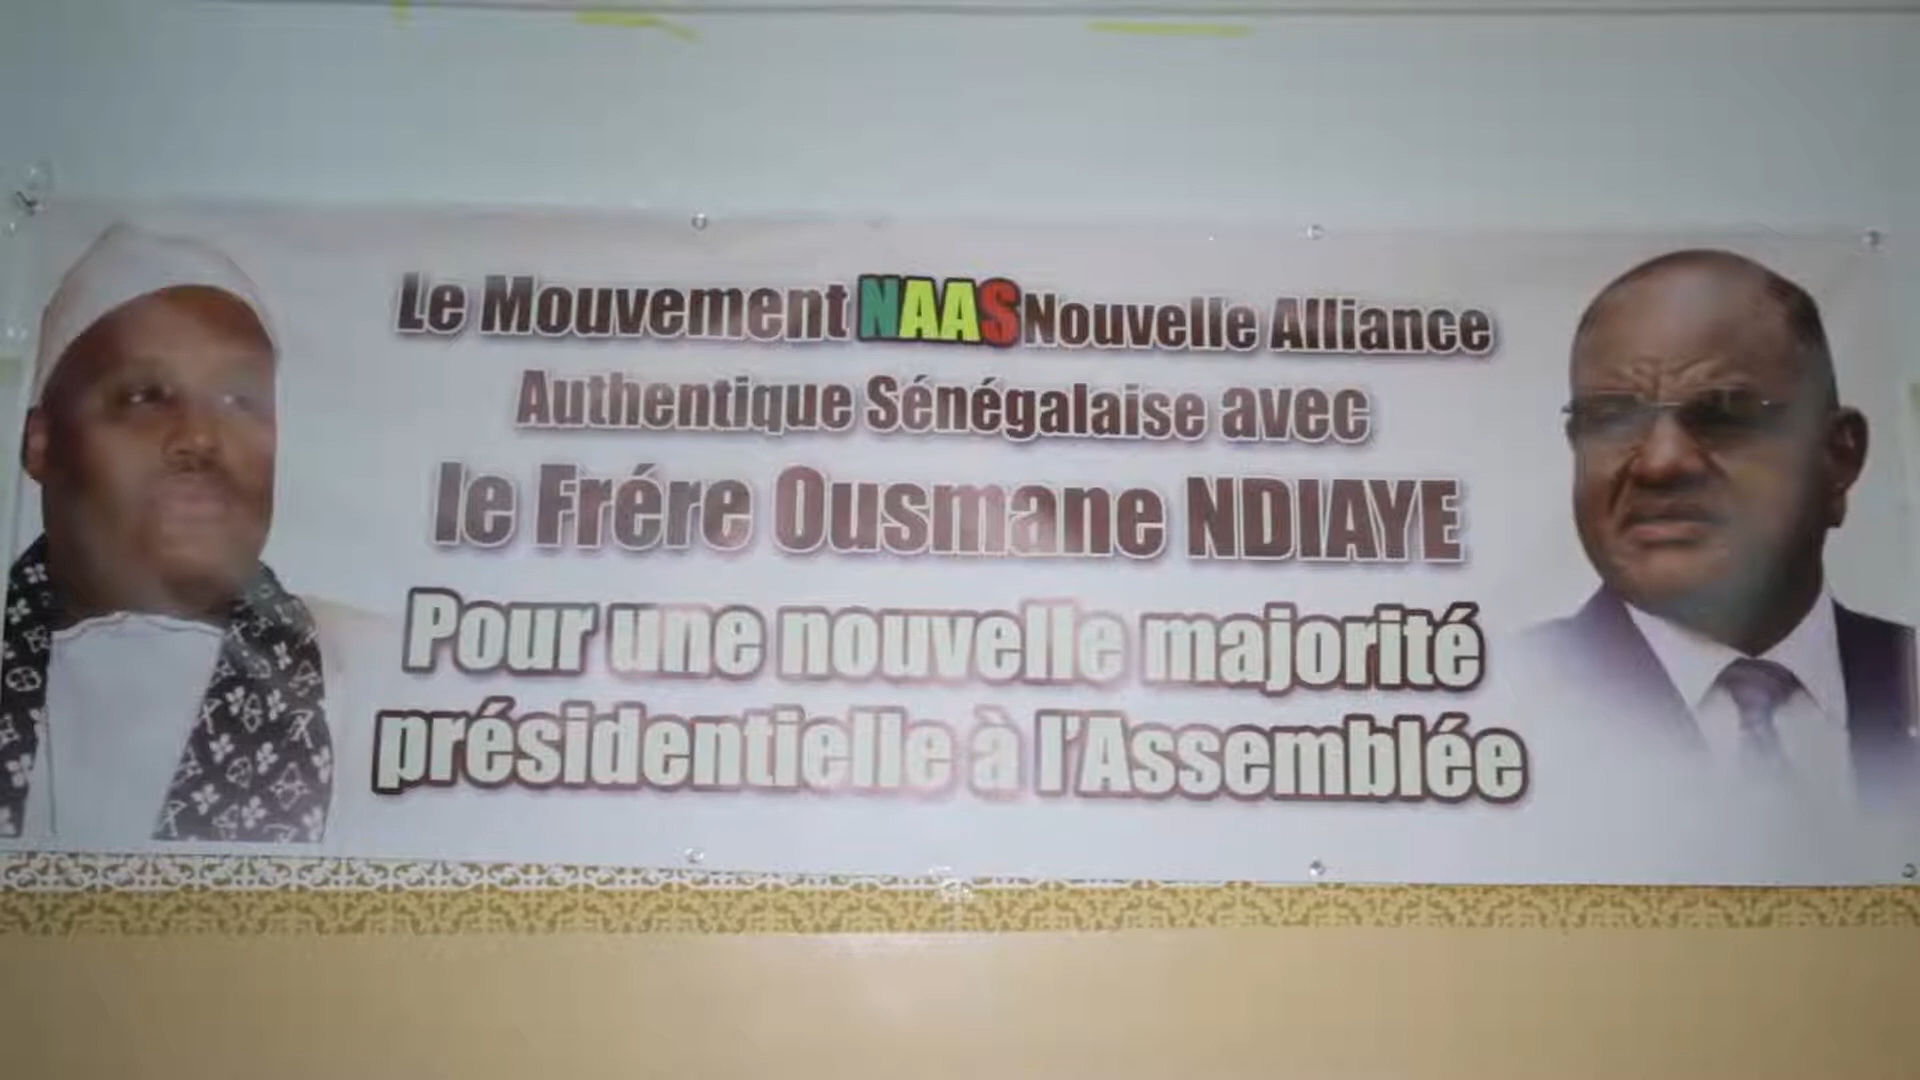 Le Mouvement NAAS Nouvelle Alliance
Authentique Sénégalaise avec
le Frére Ousmane NDIAYE
Pour une nouvelle majorité
présidentielle à l'Assemblée